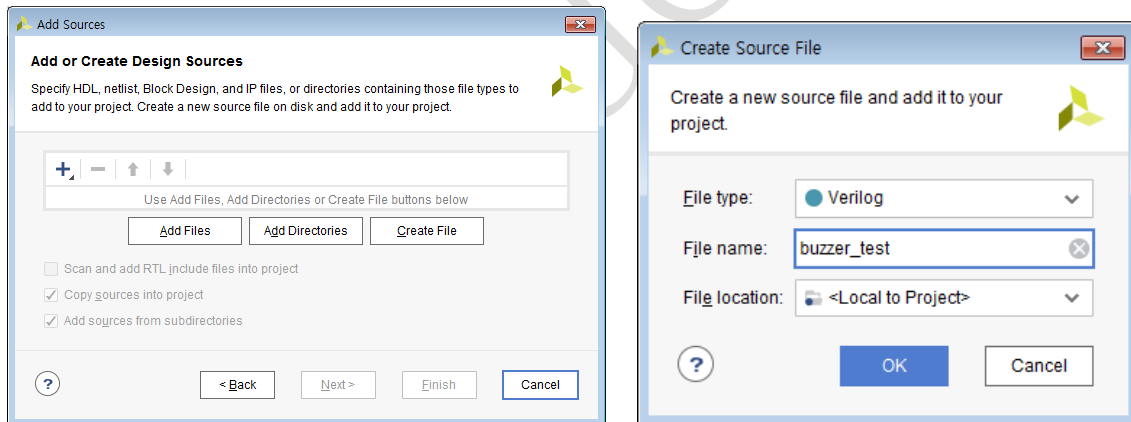 Add Sources
Add or Create Design Sources
Specify HDL, netlist, Block Design, and IP files, or directories containing those file types to
add to your project. Create a new source file on disk and add it to your project.
Use Add Files, Add Directories or Create File buttons below
Add Files
Add Directories
Create File
Scan and add RTL include files into project
Copy sources into project
Add sources from subdirectories
?
< Back
Next >
Finish
Cancel
Create Source File
Create a new source file and add it to your
project.
File type:
Verilog
File name:
buzzer_test
File location:
<Local to Project>
?
OK
Cancel